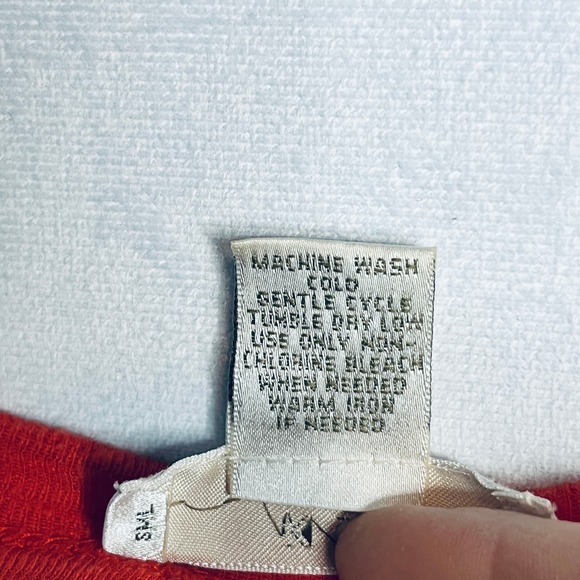 MACHINE WASH
COLD
GENTLE CYCLE
TUMBLE DRY LOW
USE ONLY NON-
CHLORINE BLEACH
WHEN NEEDED
WARM IRON
IF NEEDED
SML